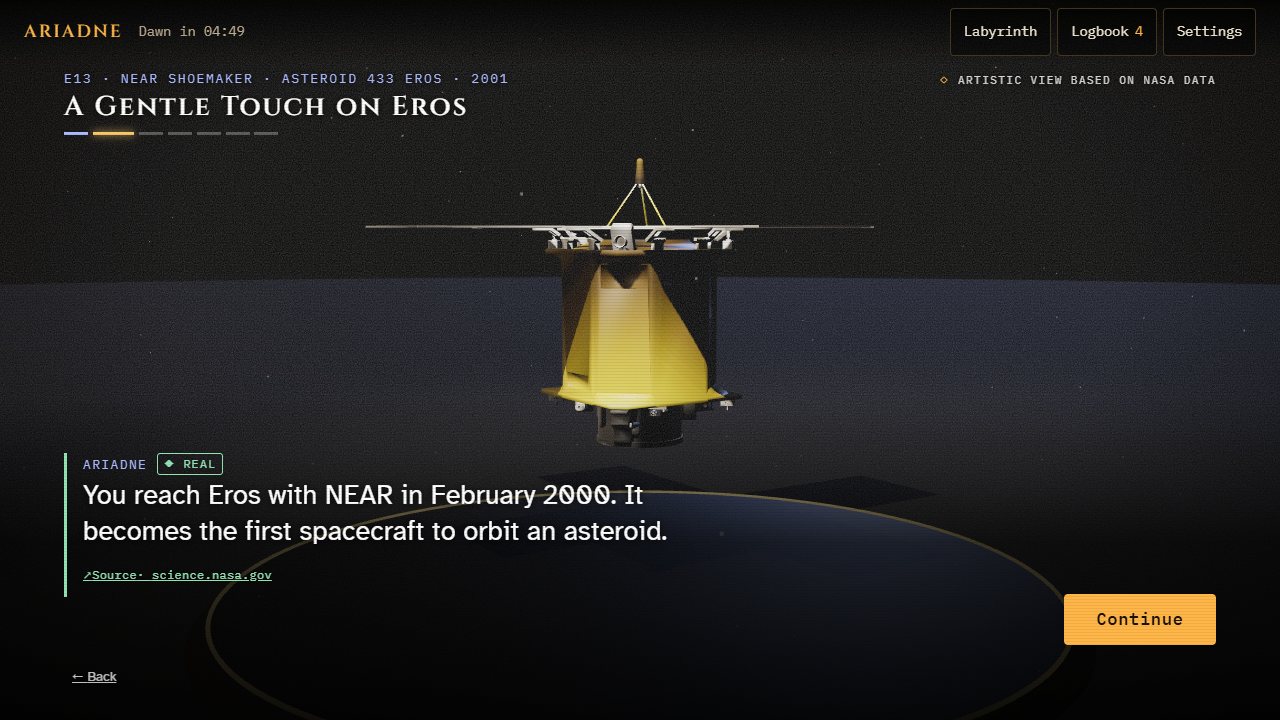 ARIADNE Dawn in 04:49 Labyrinth Logbook 4 Settings
E13 · NEAR SHOEMAKER · ASTEROID 433 EROS · 2001
◇ ARTISTIC VIEW BASED ON NASA DATA
A Gentle Touch on Eros
ARIADNE ◆ REAL
You reach Eros with NEAR in February 2000. It
becomes the first spacecraft to orbit an asteroid.
↗Source· science.nasa.gov
Continue
← Back